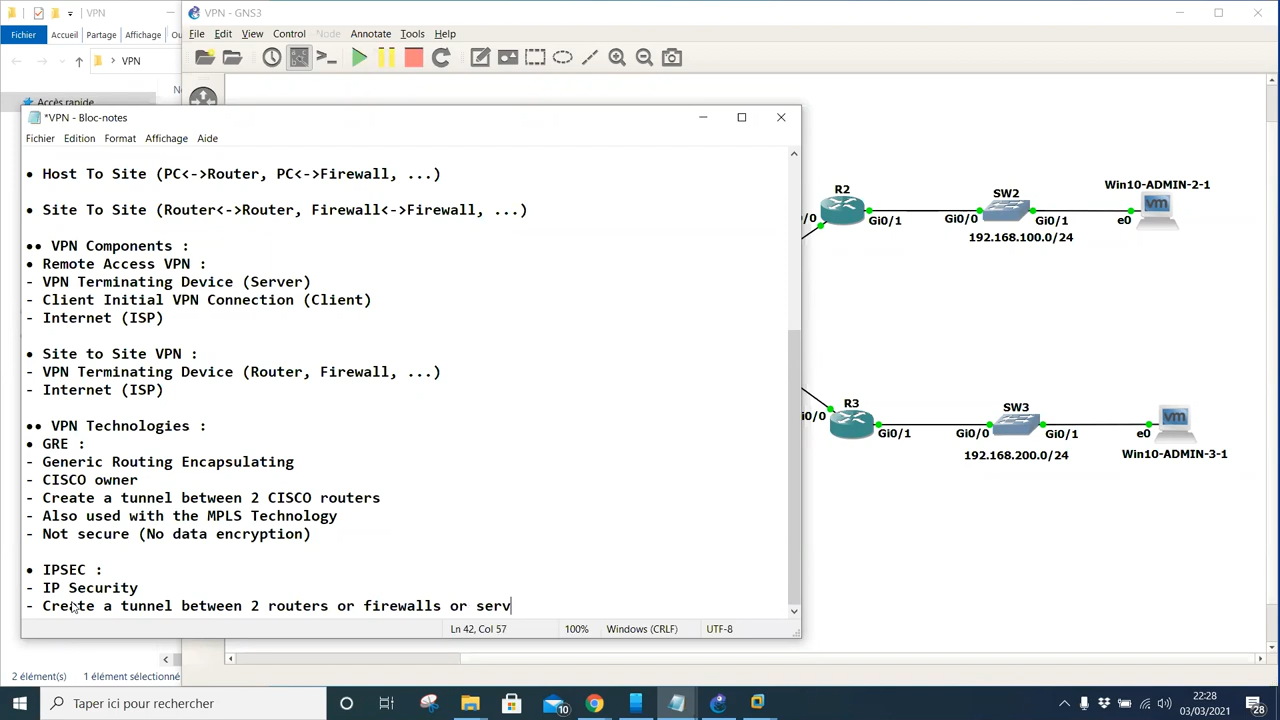 VPN
VPN - GNS3
Fichier
Accueil
Partage
Affichage
File
Edit
View
Control
Node
Annotate
Tools
Help
VPN
Accès rapide
*VPN - Bloc-notes
Fichier
Edition
Format
Affichage
Aide
• Host To Site (PC<->Router, PC<->Firewall, ...)
• Site To Site (Router<->Router, Firewall<->Firewall, ...)
•• VPN Components :
• Remote Access VPN :
- VPN Terminating Device (Server)
- Client Initial VPN Connection (Client)
- Internet (ISP)
• Site to Site VPN :
- VPN Terminating Device (Router, Firewall, ...)
- Internet (ISP)
•• VPN Technologies :
• GRE :
- Generic Routing Encapsulating
- CISCO owner
- Create a tunnel between 2 CISCO routers
- Also used with the MPLS Technology
- Not secure (No data encryption)
• IPSEC :
- IP Security
- Create a tunnel between 2 routers or firewalls or serv
Ln 42, Col 57
100%
Windows (CRLF)
UTF-8
/0
R2
Gi0/1
SW2
Gi0/0
Gi0/1
192.168.100.0/24
Win10-ADMIN-2-1
vm
e0
i0/0
R3
Gi0/1
SW3
Gi0/0
Gi0/1
192.168.200.0/24
vm
e0
Win10-ADMIN-3-1
2 élément(s)
1 élément sélectionné
Taper ici pour rechercher
10
22:28
03/03/2021
28